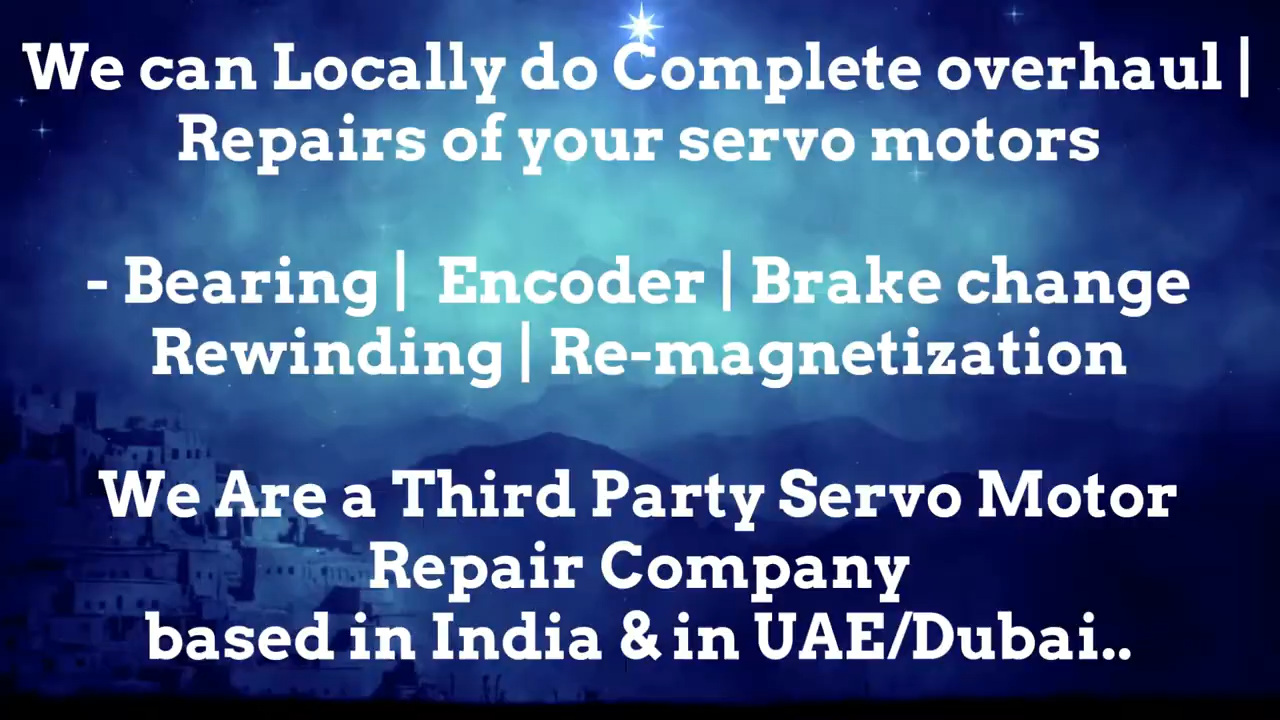 We can Locally do Complete overhaul |
Repairs of your servo motors
- Bearing | Encoder | Brake change
Rewinding | Re-magnetization
We Are a Third Party Servo Motor
Repair Company
based in India & in UAE/Dubai..